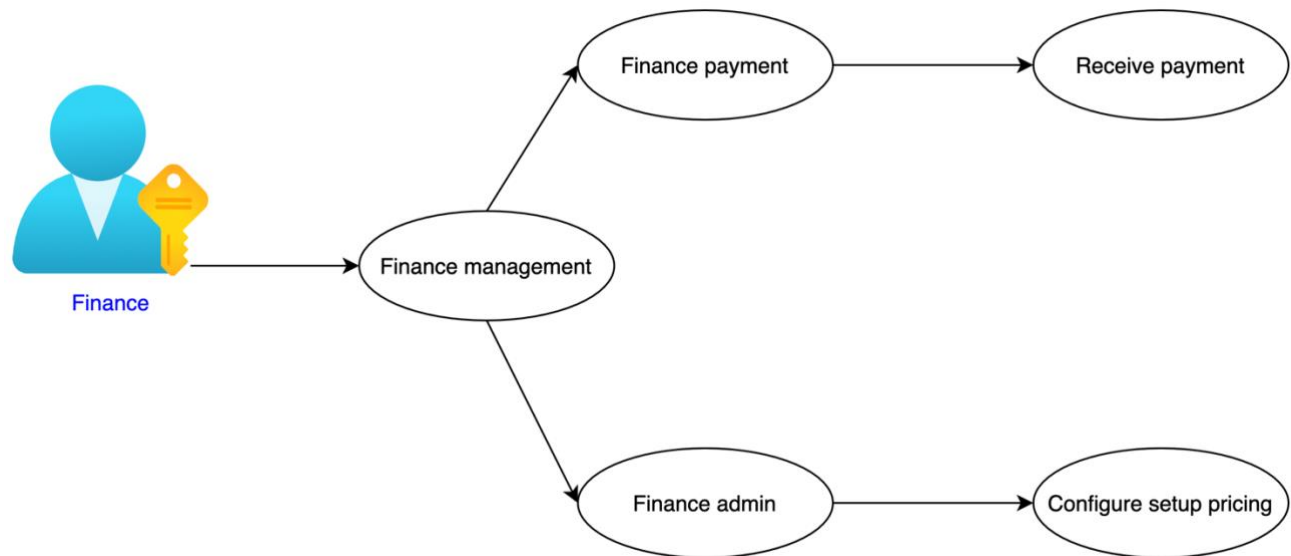 Finance payment
Receive payment
Finance management
Finance
Finance admin
Configure setup pricing